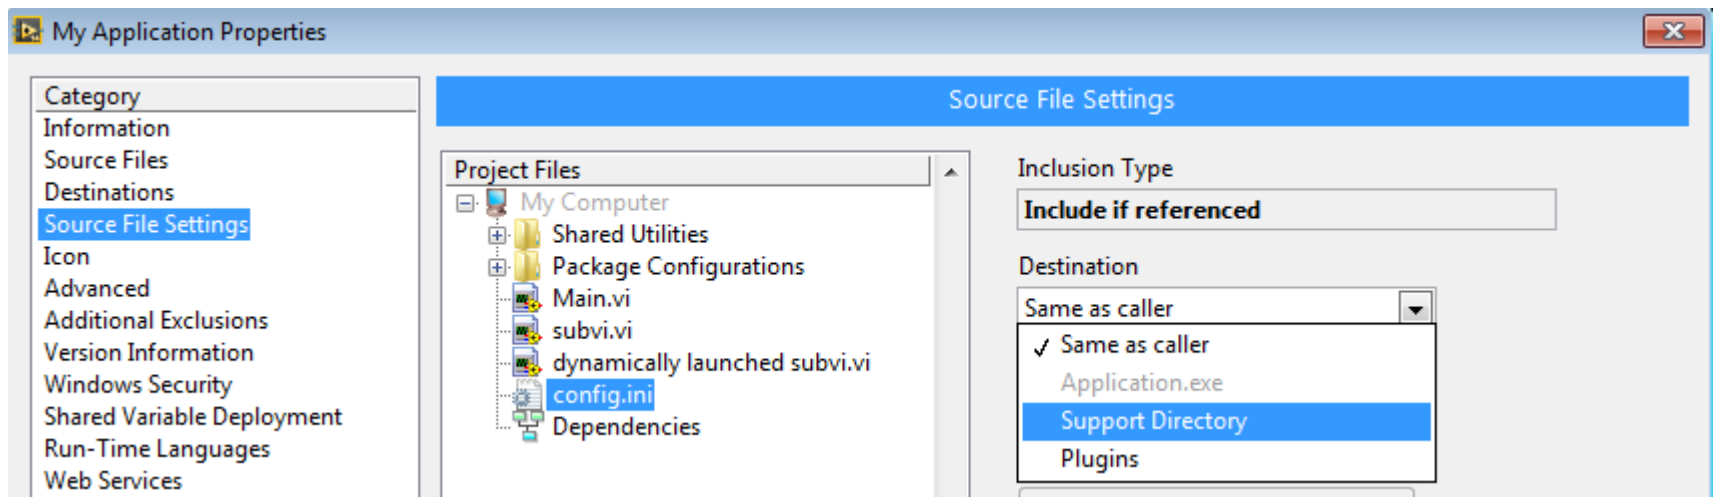 My Application Properties
Category
Information
Source Files
Destinations
Source File Settings
Icon
Advanced
Additional Exclusions
Version Information
Windows Security
Shared Variable Deployment
Run-Time Languages
Web Services
Source File Settings
Project Files
My Computer
Shared Utilities
Package Configurations
Main.vi
subvi.vi
dynamically launched subvi.vi
config.ini
Dependencies
Inclusion Type
Include if referenced
Destination
Same as caller
Same as caller
Application.exe
Support Directory
Plugins